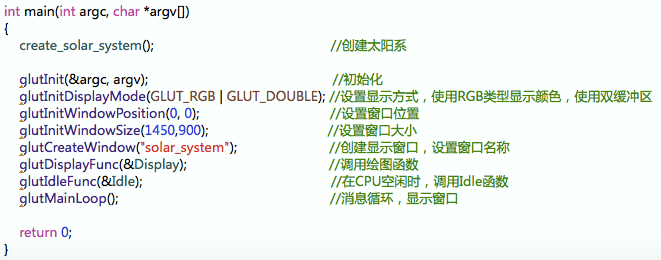 int main(int argc, char *argv[])
{
create_solar_system(); //创建太阳系
glutInit(&argc, argv); //初始化
glutInitDisplayMode(GLUT_RGB | GLUT_DOUBLE); //设置显示方式，使用RGB类型显示颜色，使用双缓冲区
glutInitWindowPosition(0, 0); //设置窗口位置
glutInitWindowSize(1450,900); //设置窗口大小
glutCreateWindow("solar_system"); //创建显示窗口，设置窗口名称
glutDisplayFunc(&Display); //调用绘图函数
glutIdleFunc(&Idle); //在CPU空闲时，调用Idle函数
glutMainLoop(); //消息循环，显示窗口
return 0;
}